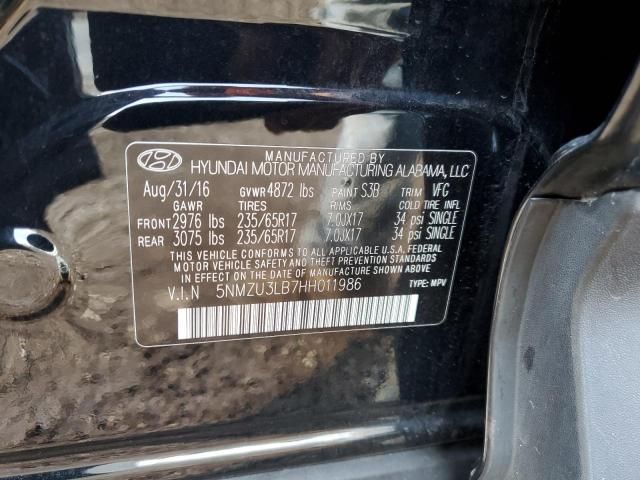 MANUFACTURED BY
HYUNDAI MOTOR MANUFACTURING ALABAMA, LLC
Aug/31/16 GVWR 4872 lbs PAINT S3B TRIM VFG
GAWR TIRES RIMS COLD TIRE INFL
FRONT 2976 lbs 235/65R17 7.0JX17 34 psi SINGLE
REAR 3075 lbs 235/65R17 7.0JX17 34 psi SINGLE
THIS VEHICLE CONFORMS TO ALL APPLICABLE U.S.A. FEDERAL
MOTOR VEHICLE SAFETY AND THEFT PREVENTION STANDARDS
IN EFFECT ON THE DATE OF MANUFACTURE SHOWN ABOVE.
V.I.N 5NMZU3LB7HH011986 TYPE: MPV